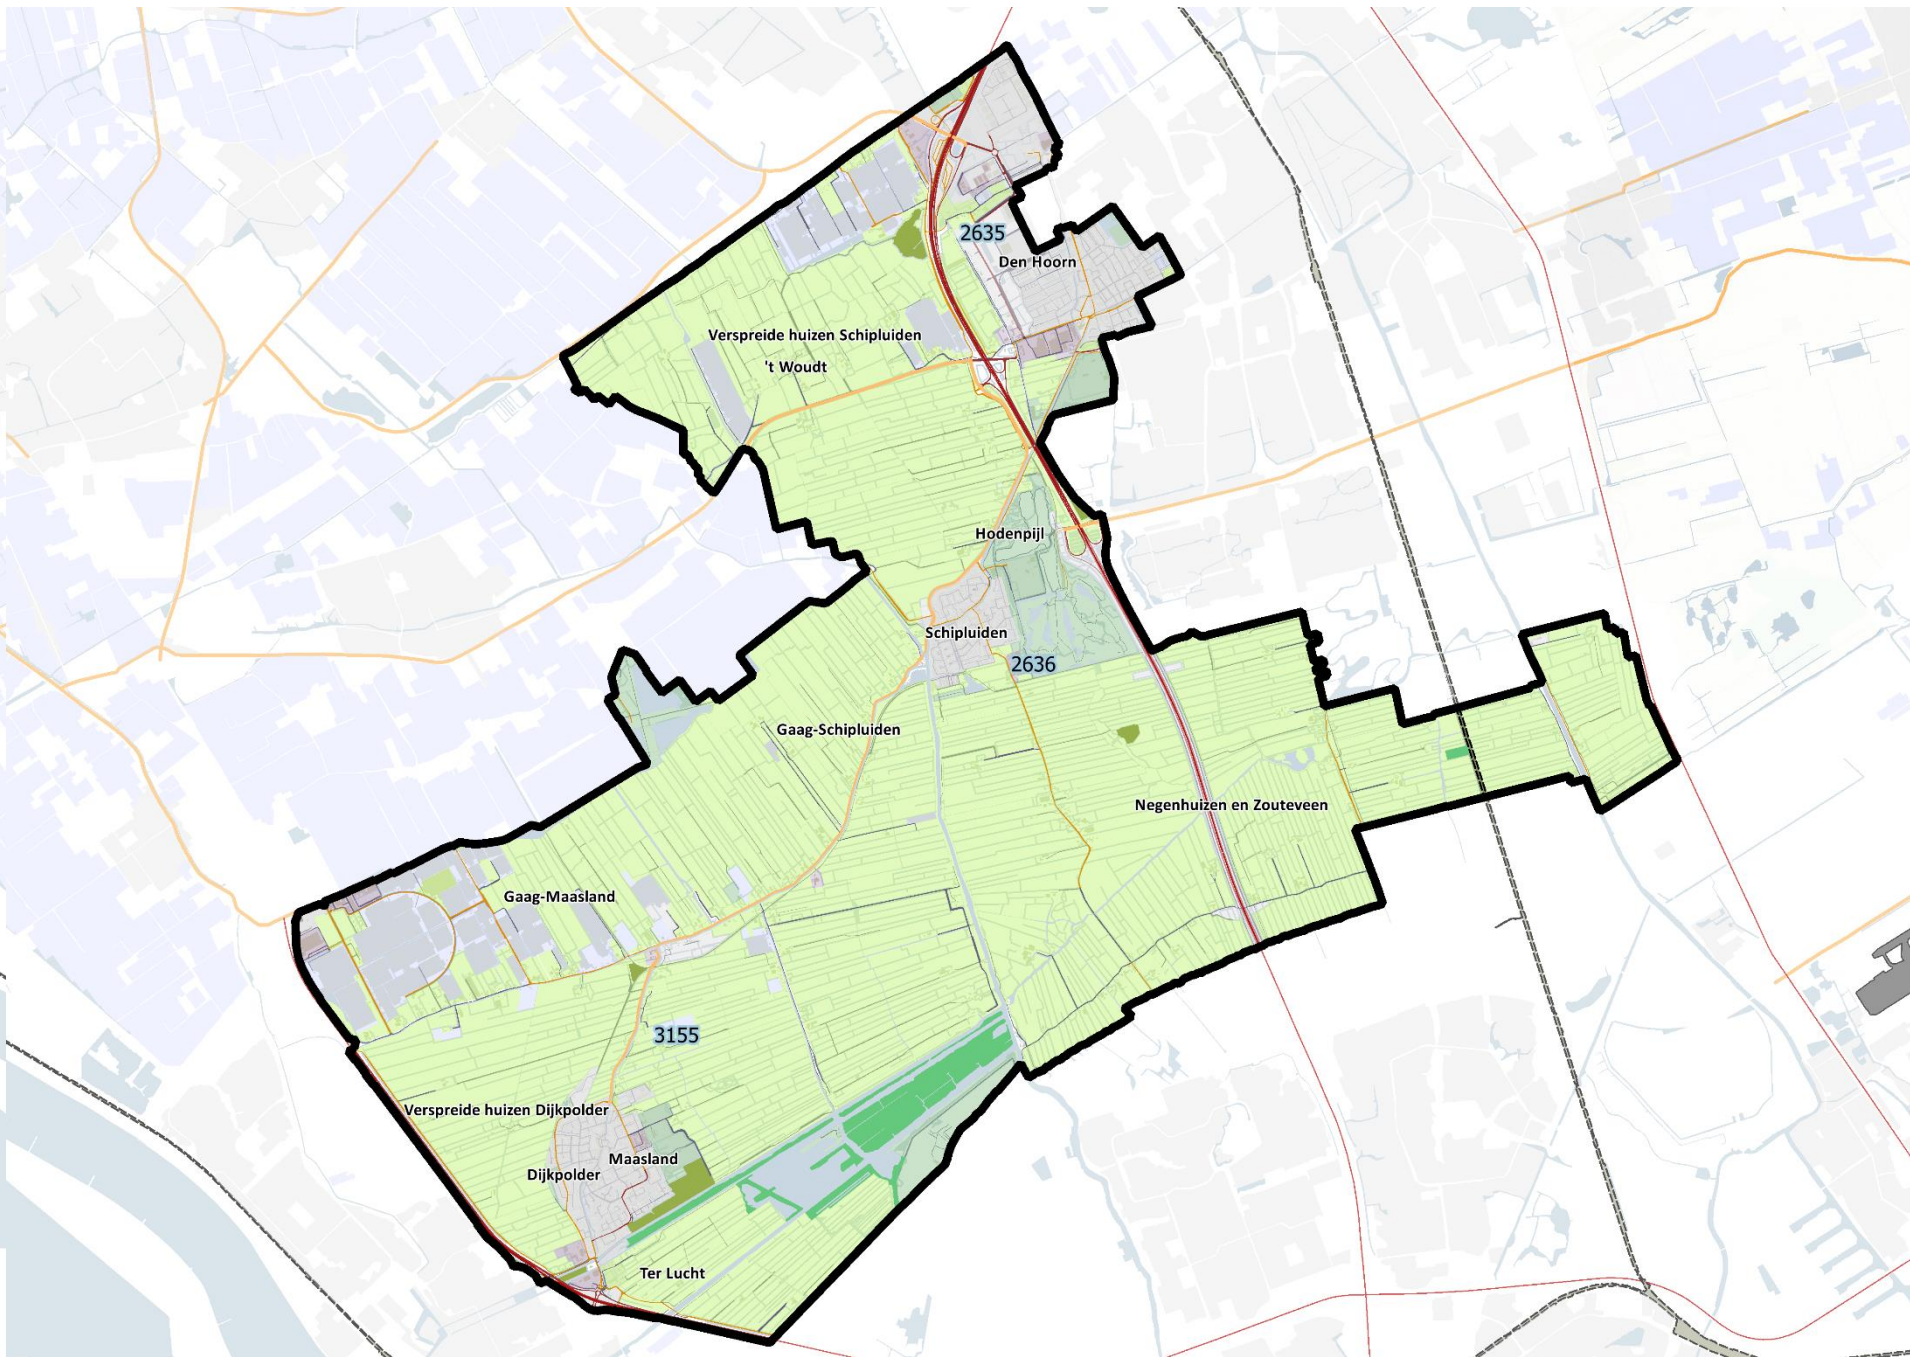 2635
Den Hoorn
Verspreide huizen Schipluiden
't Woudt
Hodenpijl
Schipluiden
2636
Gaag-Schipluiden
Negenhuizen en Zouteveen
Gaag-Maasland
3155
Verspreide huizen Dijkpolder
Maasland
Dijkpolder
Ter Lucht